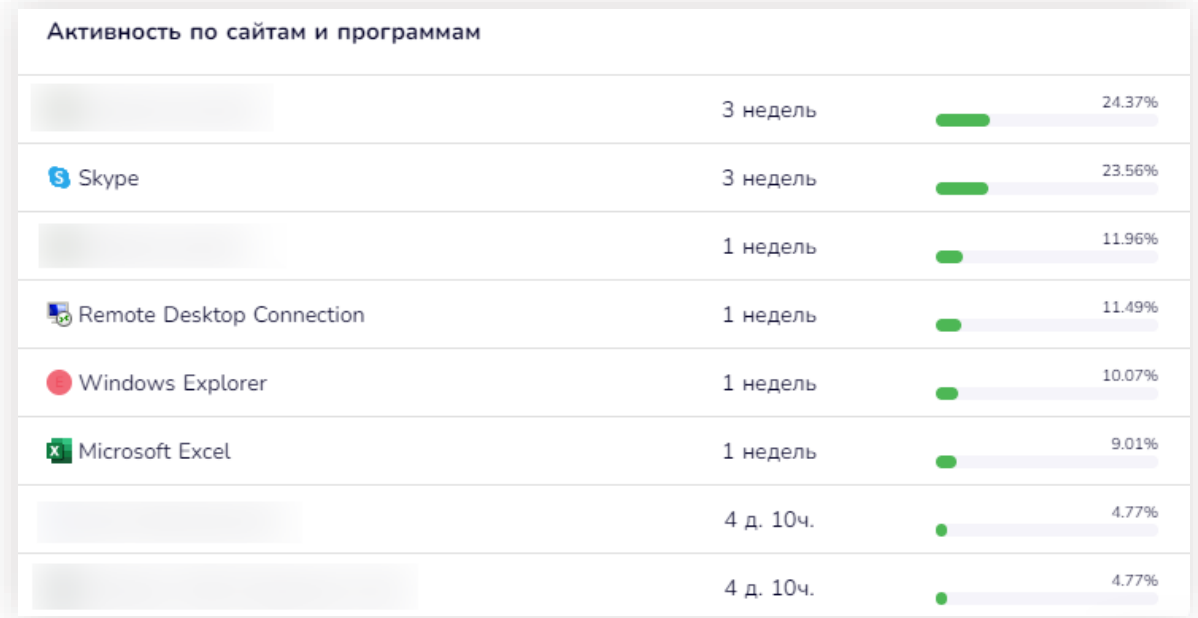 Активность по сайтам и программам
3 недель 24.37%
Skype 3 недель 23.56%
1 недель 11.96%
Remote Desktop Connection 1 недель 11.49%
Windows Explorer 1 недель 10.07%
Microsoft Excel 1 недель 9.01%
4 д. 10ч. 4.77%
4 д. 10ч. 4.77%